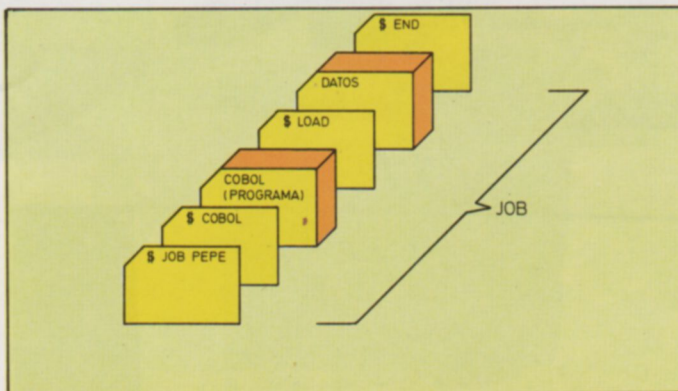 $ END
DATOS
$ LOAD
COBOL
(PROGRAMA)
$ COBOL
$ JOB PEPE
JOB